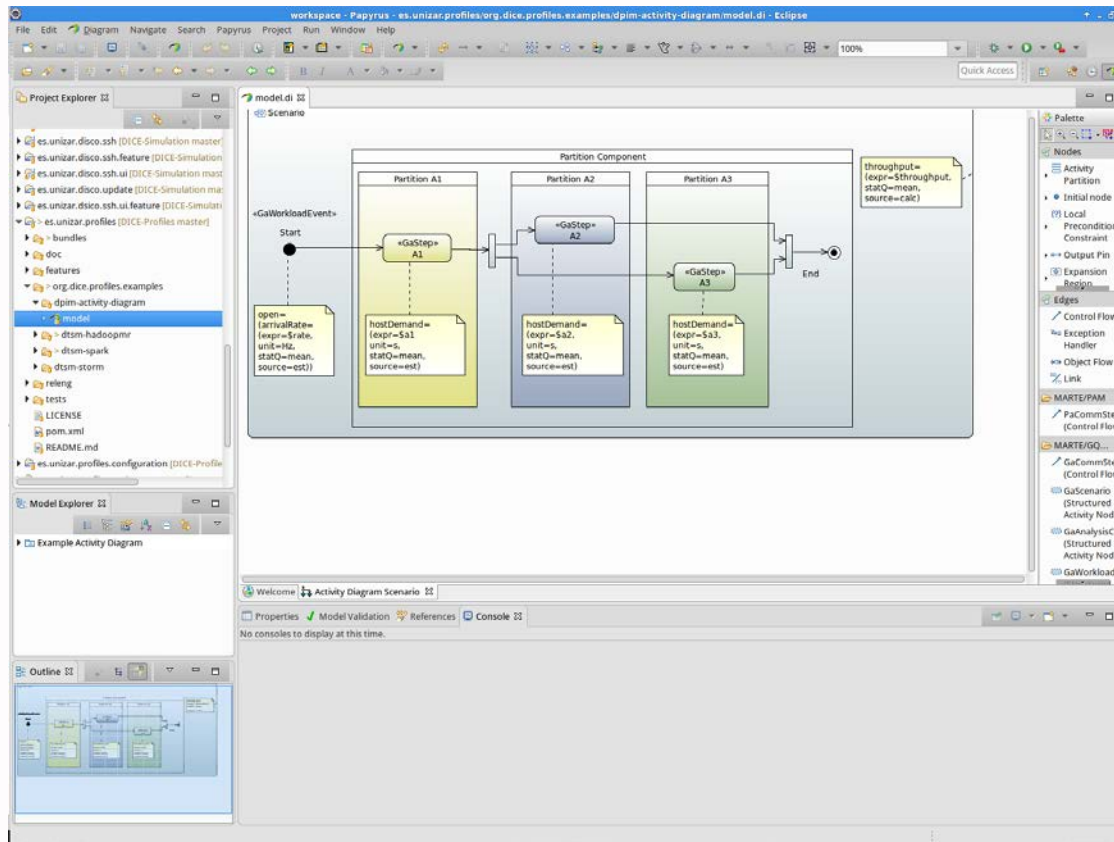 workspace - Papyrus - es.unizar.profiles/org.dice.profiles.examples/dpim-activity-diagram/model.di - Eclipse
File Edit Diagram Navigate Search Papyrus Project Run Window Help
100%
Quick Access
Project Explorer
es.unizar.disco.ssh [DICE-Simulation master]
es.unizar.disco.ssh.feature [DICE-Simulation
es.unizar.disco.ssh.ui [DICE-Simulation mast
es.unizar.disco.update [DICE-Simulation mas
es.unizar.dsico.ssh.ui.feature [DICE-Simulati
> es.unizar.profiles [DICE-Profiles master]
> bundles
doc
features
> org.dice.profiles.examples
dpim-activity-diagram
model
> dtsm-hadoopmr
> dtsm-spark
dtsm-storm
releng
tests
LICENSE
pom.xml
README.md
es.unizar.profiles.configuration [DICE-Profile
Model Explorer
Example Activity Diagram
Outline
model.di
Scenario
Partition Component
Partition A1
Partition A2
Partition A3
throughput=
(expr=$throughput,
statQ=mean,
source=calc)
«GaWorkloadEvent»
Start
«GaStep»
A1
«GaStep»
A2
«GaStep»
A3
End
open=
(arrivalRate=
(expr=$rate,
unit=Hz,
statQ=mean,
source=est))
hostDemand=
(expr=$a1
unit=s,
statQ=mean,
source=est)
hostDemand=
(expr=$a2,
unit=s,
statQ=mean,
source=est)
hostDemand=
(expr=$a3,
unit=s,
statQ=mean,
source=est)
Palette
Nodes
Activity
Partition
Initial node
Local
Precondition
Constraint
Output Pin
Expansion
Region
Edges
Control Flow
Exception
Handler
Object Flow
Link
MARTE/PAM
PaCommSte
(Control Flow
MARTE/GQ...
GaCommSte
(Control Flow
GaScenario
(Structured
Activity Nod
GaAnalysisC
(Structured
Activity Nod
GaWorkload
Welcome Activity Diagram Scenario
Properties Model Validation References Console
No consoles to display at this time.